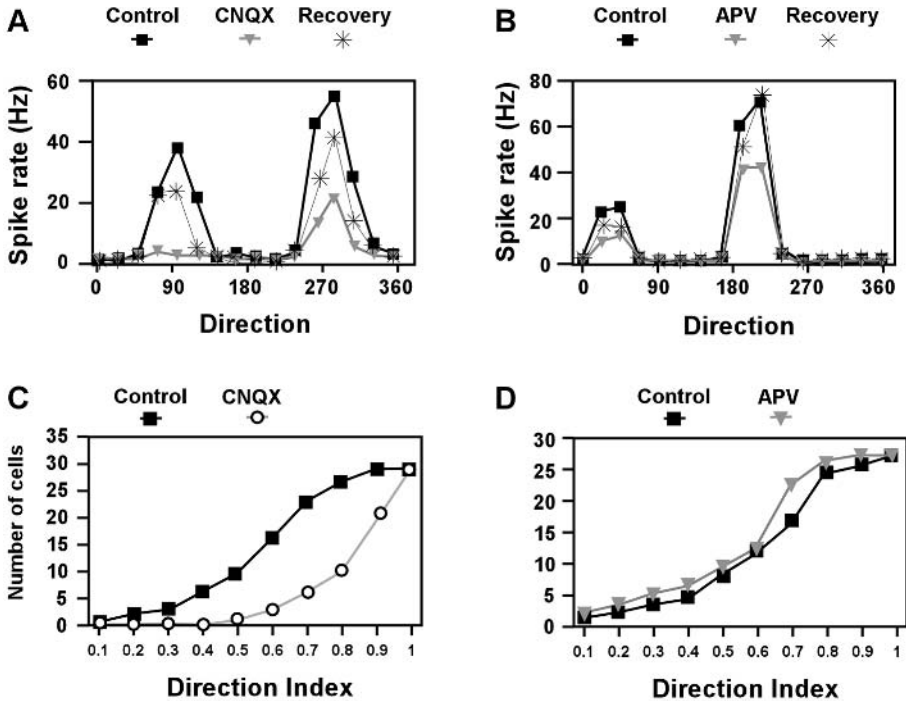 A
Control CNQX Recovery
Spike rate (Hz)
60
40
20
0
0 90 180 270 360
Direction
B
Control APV Recovery
Spike rate (Hz)
80
60
40
20
0
0 90 180 270 360
Direction
C
Control CNQX
Number of cells
35
30
25
20
15
10
5
0
0.1 0.2 0.3 0.4 0.5 0.6 0.7 0.8 0.9 1
Direction Index
D
Control APV
30
25
20
15
10
5
0
0.1 0.2 0.3 0.4 0.5 0.6 0.7 0.8 0.9 1
Direction Index